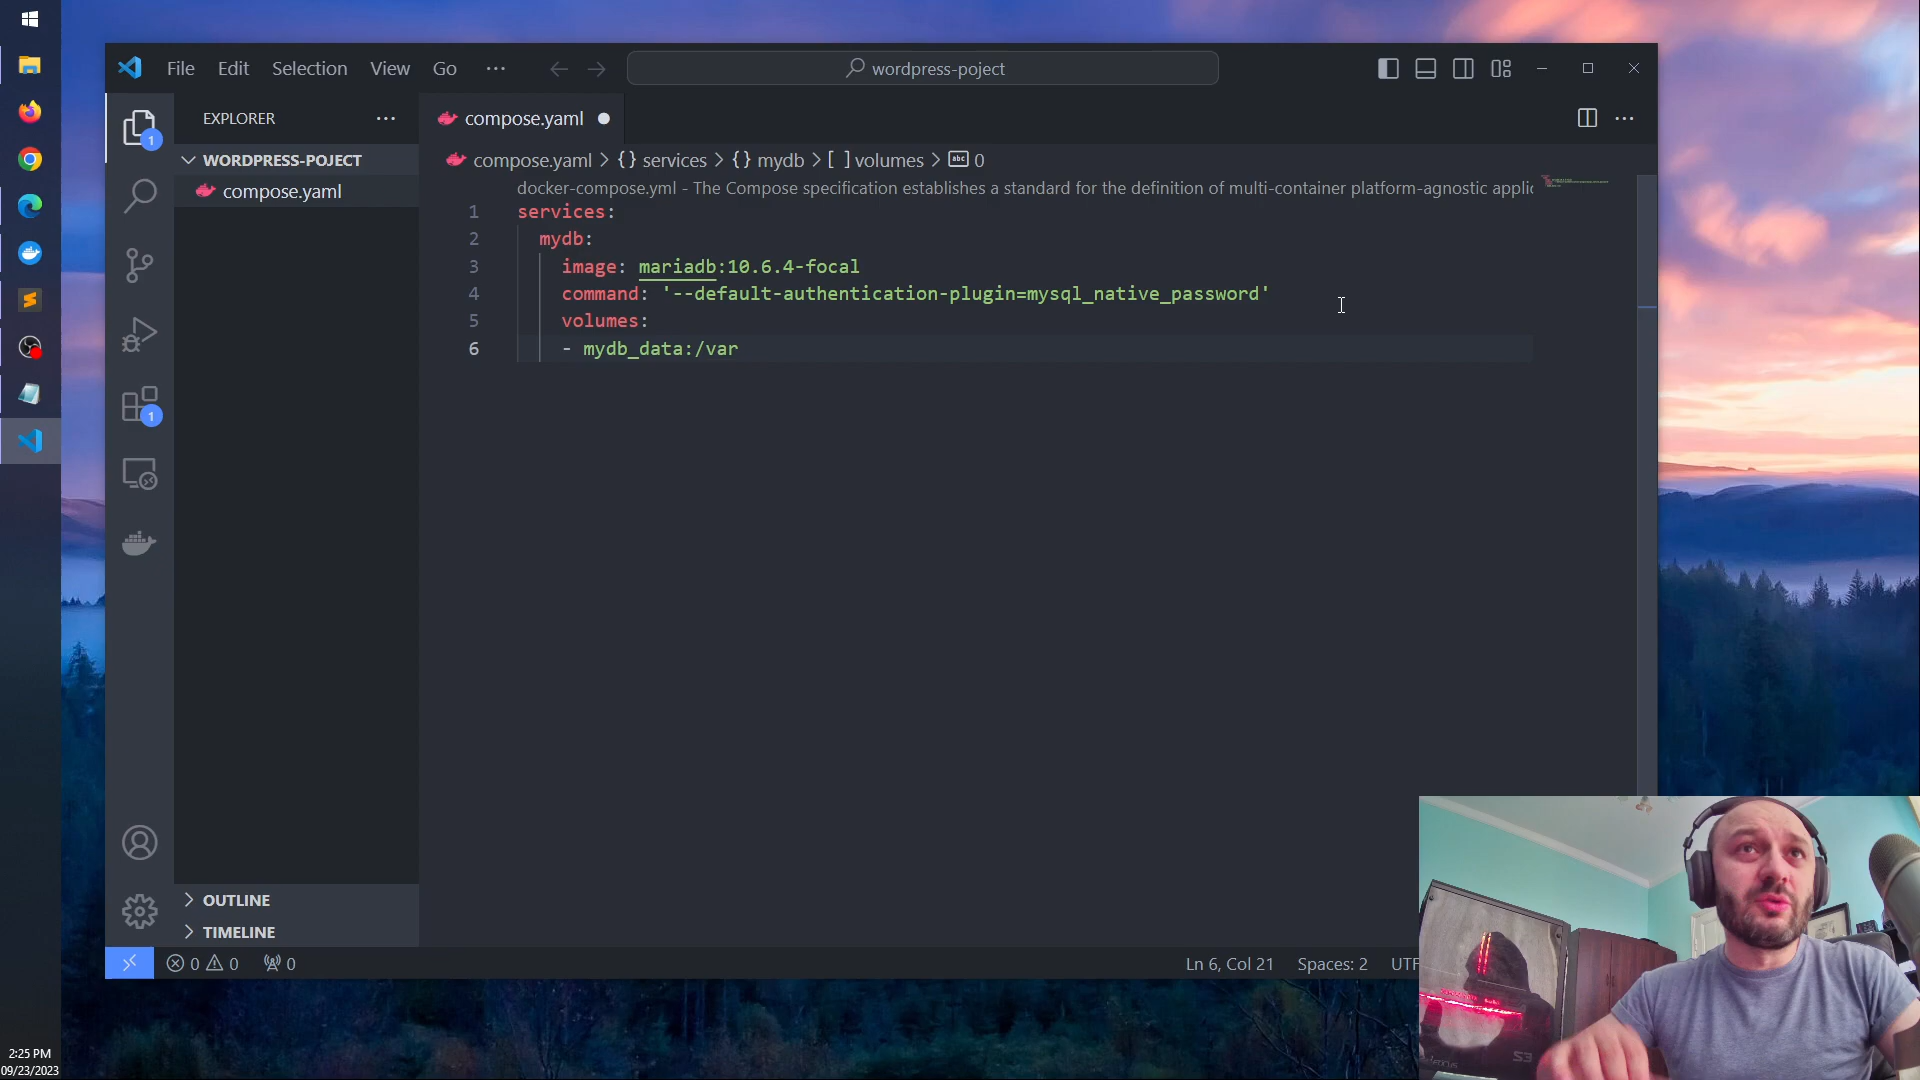 File Edit Selection View Go ··· wordpress-poject
EXPLORER ···
1
WORDPRESS-POJECT
compose.yaml
compose.yaml
compose.yaml > {} services > {} mydb > [ ] volumes > abc 0
docker-compose.yml - The Compose specification establishes a standard for the definition of multi-container platform-agnostic applic
1 services:
2 mydb:
3 image: mariadb:10.6.4-focal
4 command: '--default-authentication-plugin=mysql_native_password'
5 volumes:
6 - mydb_data:/var
1
OUTLINE
TIMELINE
0 0 0
Ln 6, Col 21 Spaces: 2 UTF
S3
2:25 PM
09/23/2023